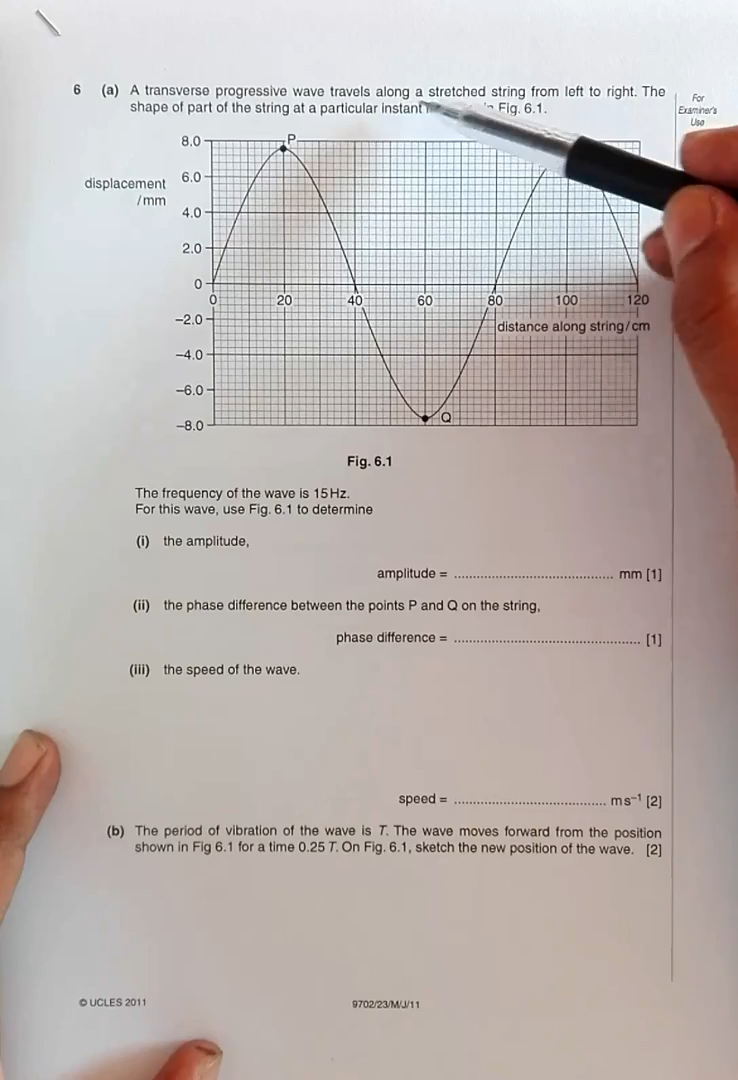 6 (a) A transverse progressive wave travels along a stretched string from left to right. The
shape of part of the string at a particular instant Fig. 6.1.
For
Examiner's
Use
8.0
P
displacement
/mm
6.0
4.0
2.0
0
0 20 40 60 80 100 120
distance along string/cm
–2.0
–4.0
–6.0
–8.0
Q
Fig. 6.1
The frequency of the wave is 15 Hz.
For this wave, use Fig. 6.1 to determine
(i) the amplitude,
amplitude = ........................................ mm [1]
(ii) the phase difference between the points P and Q on the string,
phase difference = ............................................... [1]
(iii) the speed of the wave.
speed = ...................................... m s⁻¹ [2]
(b) The period of vibration of the wave is T. The wave moves forward from the position
shown in Fig 6.1 for a time 0.25 T. On Fig. 6.1, sketch the new position of the wave. [2]
© UCLES 2011
9702/23/M/J/11